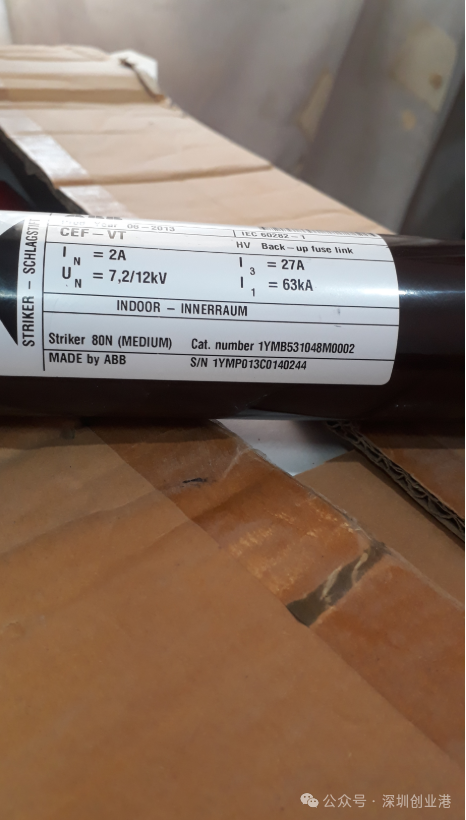 06-2013
IEC 60282-1
CEF-VT
HV Back-up fuse link
I N = 2A
I 3 = 27A
U N = 7,2/12kV
I 1 = 63kA
INDOOR - INNERRAUM
Striker 80N (MEDIUM) Cat. number 1YMB531048M0002
MADE by ABB S/N 1YMP013C0140244
STRIKER - SCHLAGSTIFT
公众号 · 深圳创业港